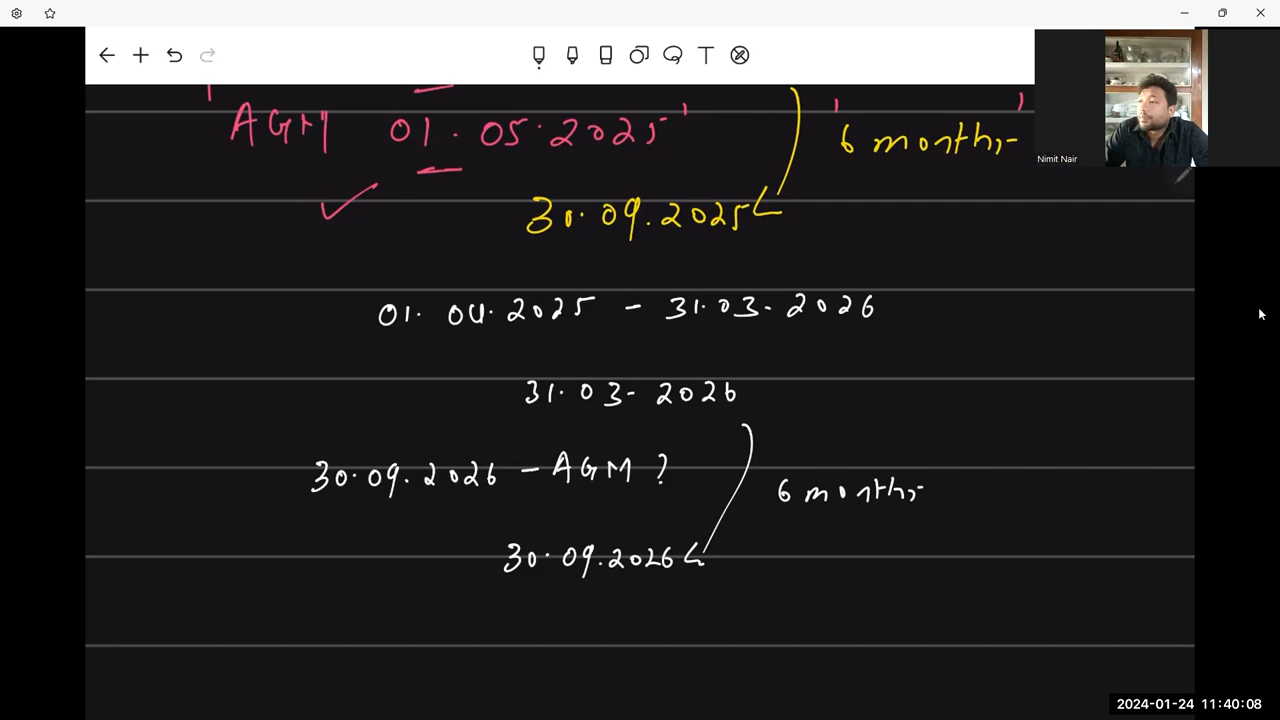 AGM 01.05.2025
6 months
Nimit Nair
30.09.2025
01.04.2025 - 31.03.2026
31.03.2026
30.09.2026 - AGM ?
6 months
30.09.2026
2024-01-24 11:40:08